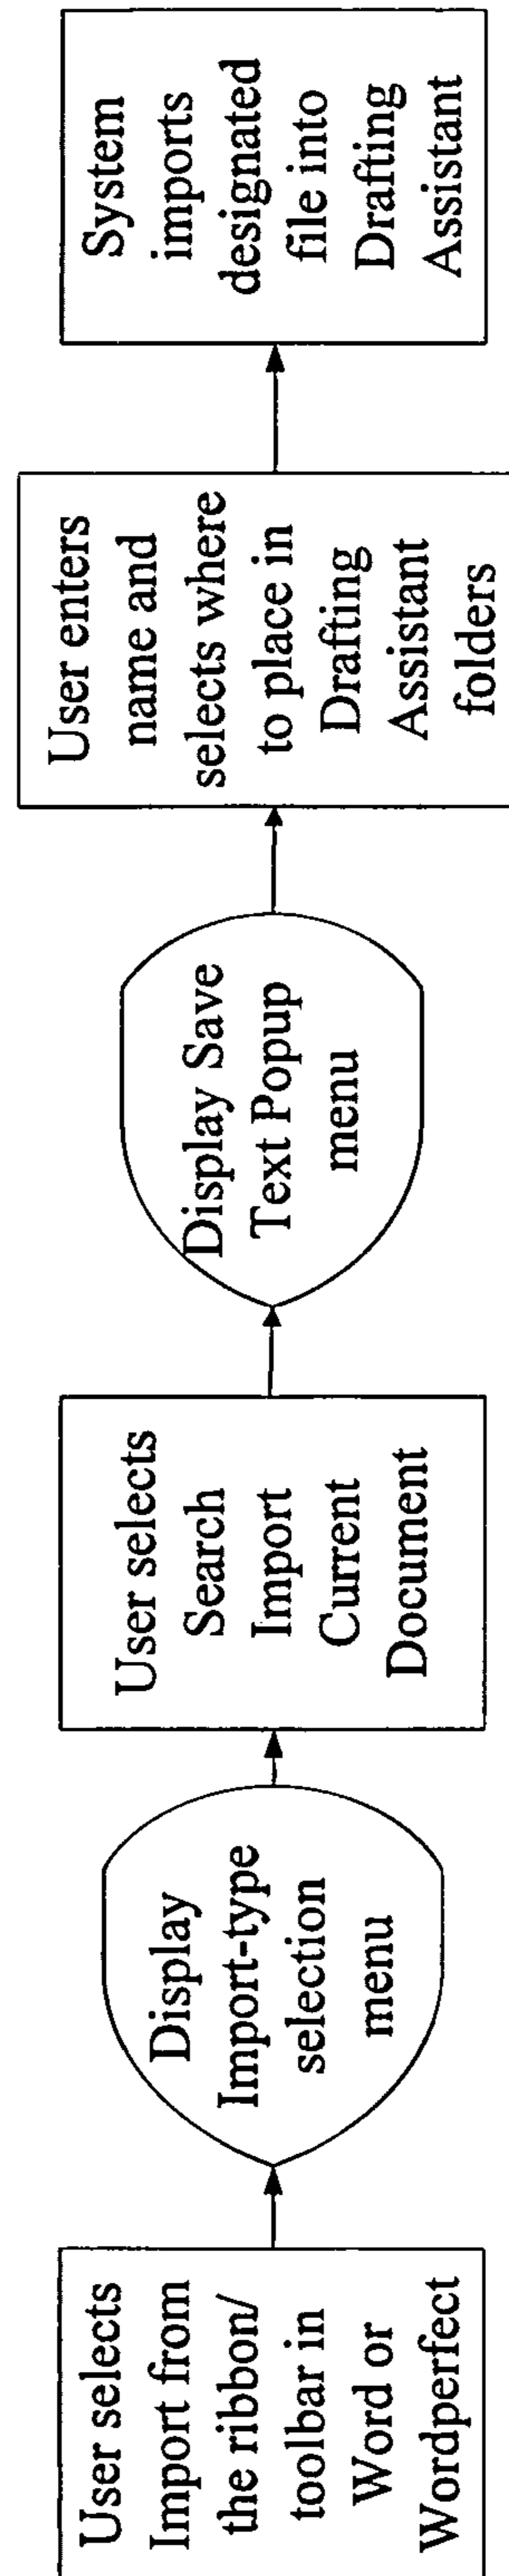 User selects
Import from
the ribbon/
toolbar in
Word or
Wordperfect
Display
Import-type
selection
menu
User selects
Search
Import
Current
Document
Display Save
Text Popup
menu
User enters
name and
selects where
to place in
Drafting
Assistant
folders
System
imports
designated
file into
Drafting
Assistant